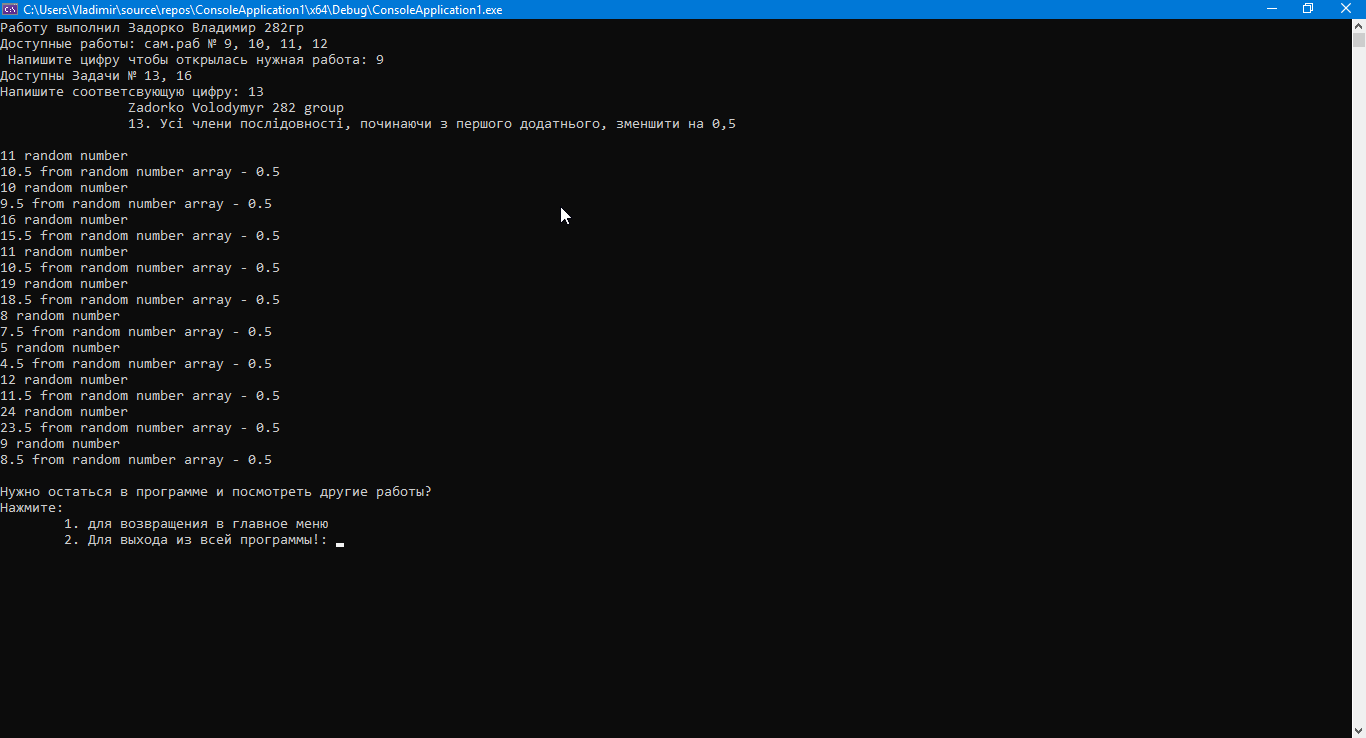 C:\Users\Vladimir\source\repos\ConsoleApplication1\x64\Debug\ConsoleApplication1.exe
Работу выполнил Задорко Владимир 282гр
Доступные работы: сам.раб № 9, 10, 11, 12
Напишите цифру чтобы открылась нужная работа: 9
Доступны Задачи № 13, 16
Напишите соответсвующую цифру: 13
Zadorko Volodymyr 282 group
13. Усі члени послідовності, починаючи з першого додатнього, зменшити на 0,5
11 random number
10.5 from random number array - 0.5
10 random number
9.5 from random number array - 0.5
16 random number
15.5 from random number array - 0.5
11 random number
10.5 from random number array - 0.5
19 random number
18.5 from random number array - 0.5
8 random number
7.5 from random number array - 0.5
5 random number
4.5 from random number array - 0.5
12 random number
11.5 from random number array - 0.5
24 random number
23.5 from random number array - 0.5
9 random number
8.5 from random number array - 0.5
Нужно остаться в программе и посмотреть другие работы?
Нажмите:
1. для возвращения в главное меню
2. Для выхода из всей программы!: